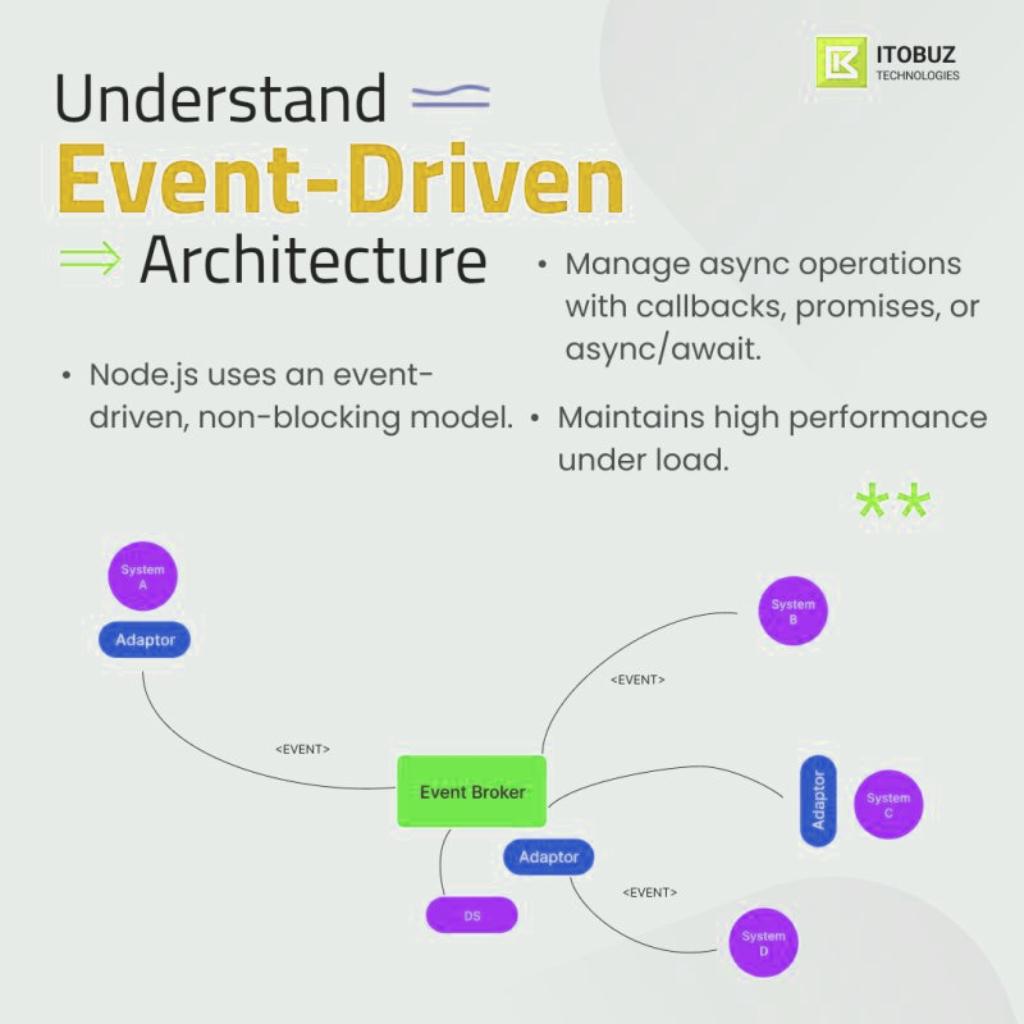 ITOBUZ
TECHNOLOGIES
Understand
Event-Driven
Architecture
• Node.js uses an event-
driven, non-blocking model.
• Manage async operations
with callbacks, promises, or
async/await.
• Maintains high performance
under load.
**
System
A
Adaptor
<EVENT>
System
B
<EVENT>
Event Broker
Adaptor
System
C
Adaptor
<EVENT>
DS
System
D